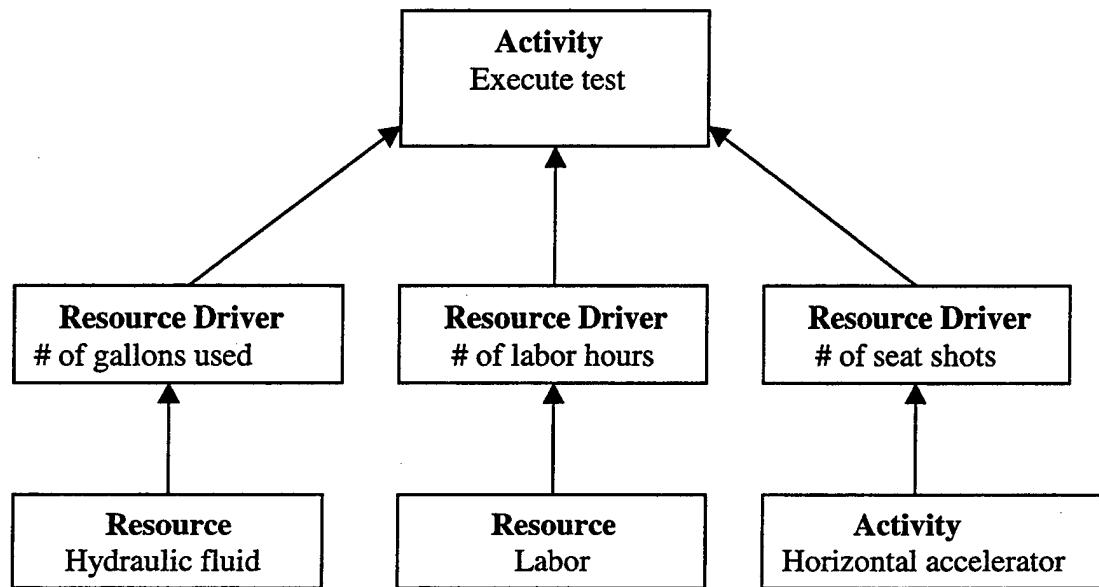 Activity
Execute test
Resource Driver
# of gallons used
Resource Driver
# of labor hours
Resource Driver
# of seat shots
Resource
Hydraulic fluid
Resource
Labor
Activity
Horizontal accelerator